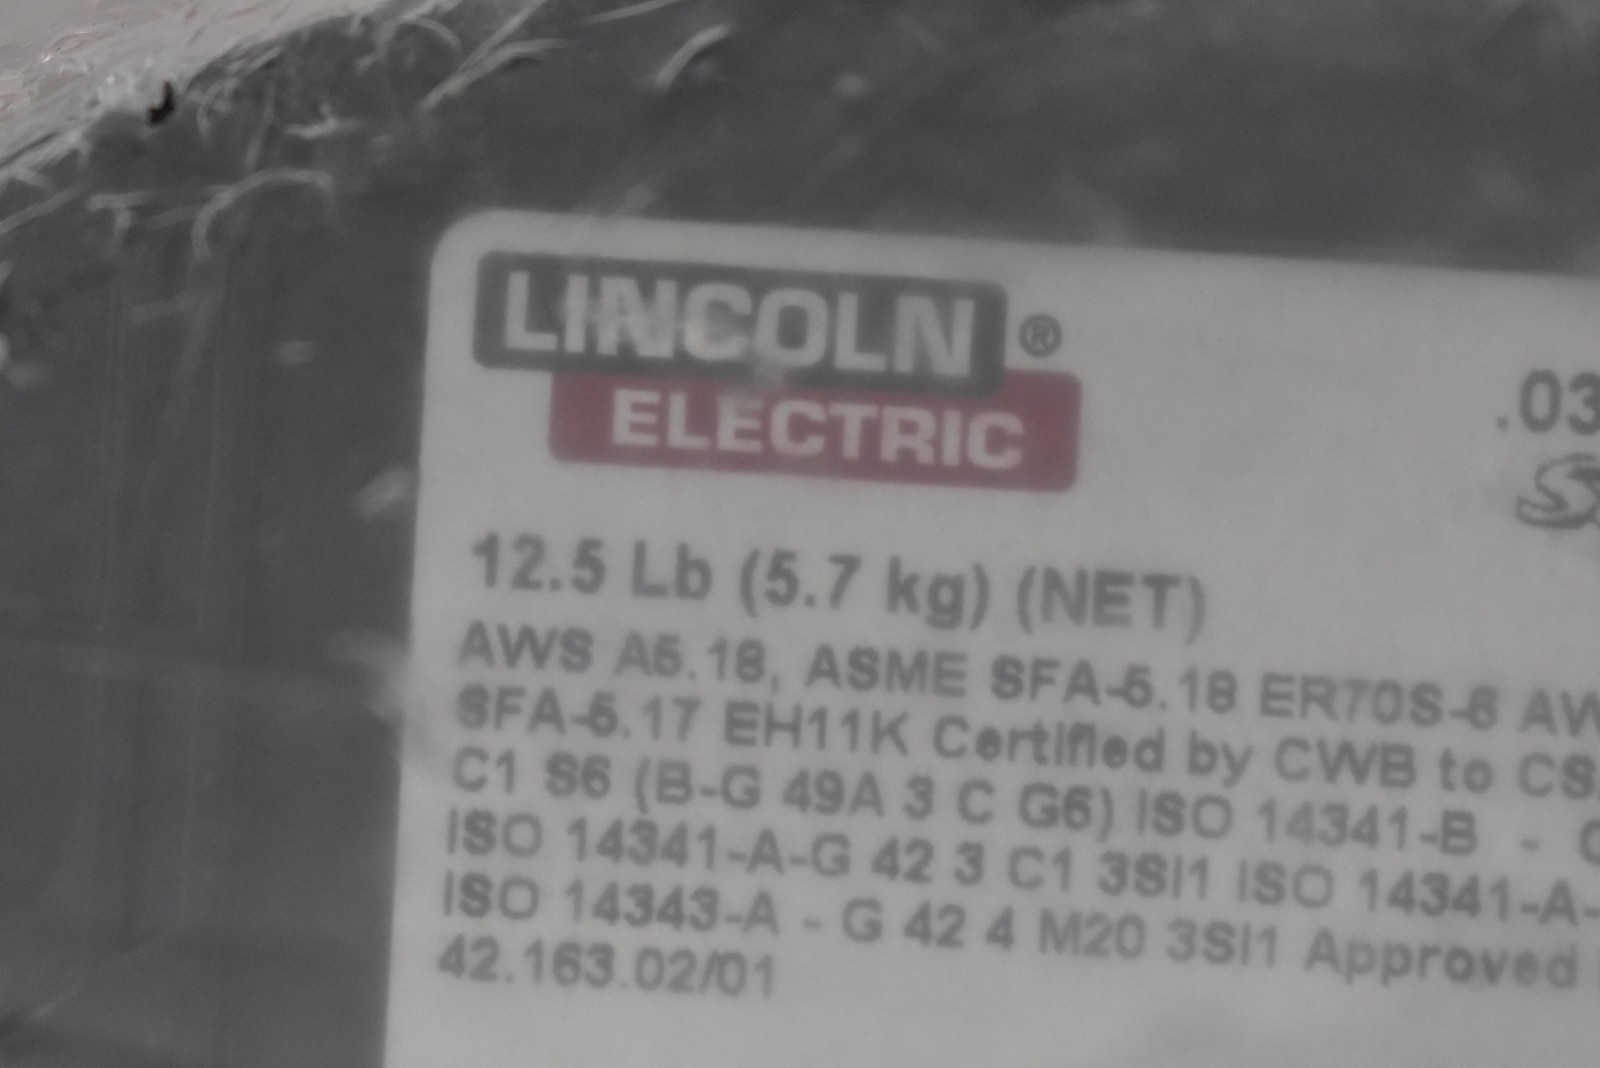 LINCOLN ®
ELECTRIC
.03
12.5 Lb (5.7 kg) (NET)
AWS A5.18, ASME SFA-5.18 ER70S-6 AW
SFA-5.17 EH11K Certified by CWB to CS
C1 S6 (B-G 49A 3 C G6) ISO 14341-B -
ISO 14341-A-G 42 3 C1 3Si1 ISO 14341-A-
ISO 14343-A - G 42 4 M20 3Si1 Approved
42.163.02/01